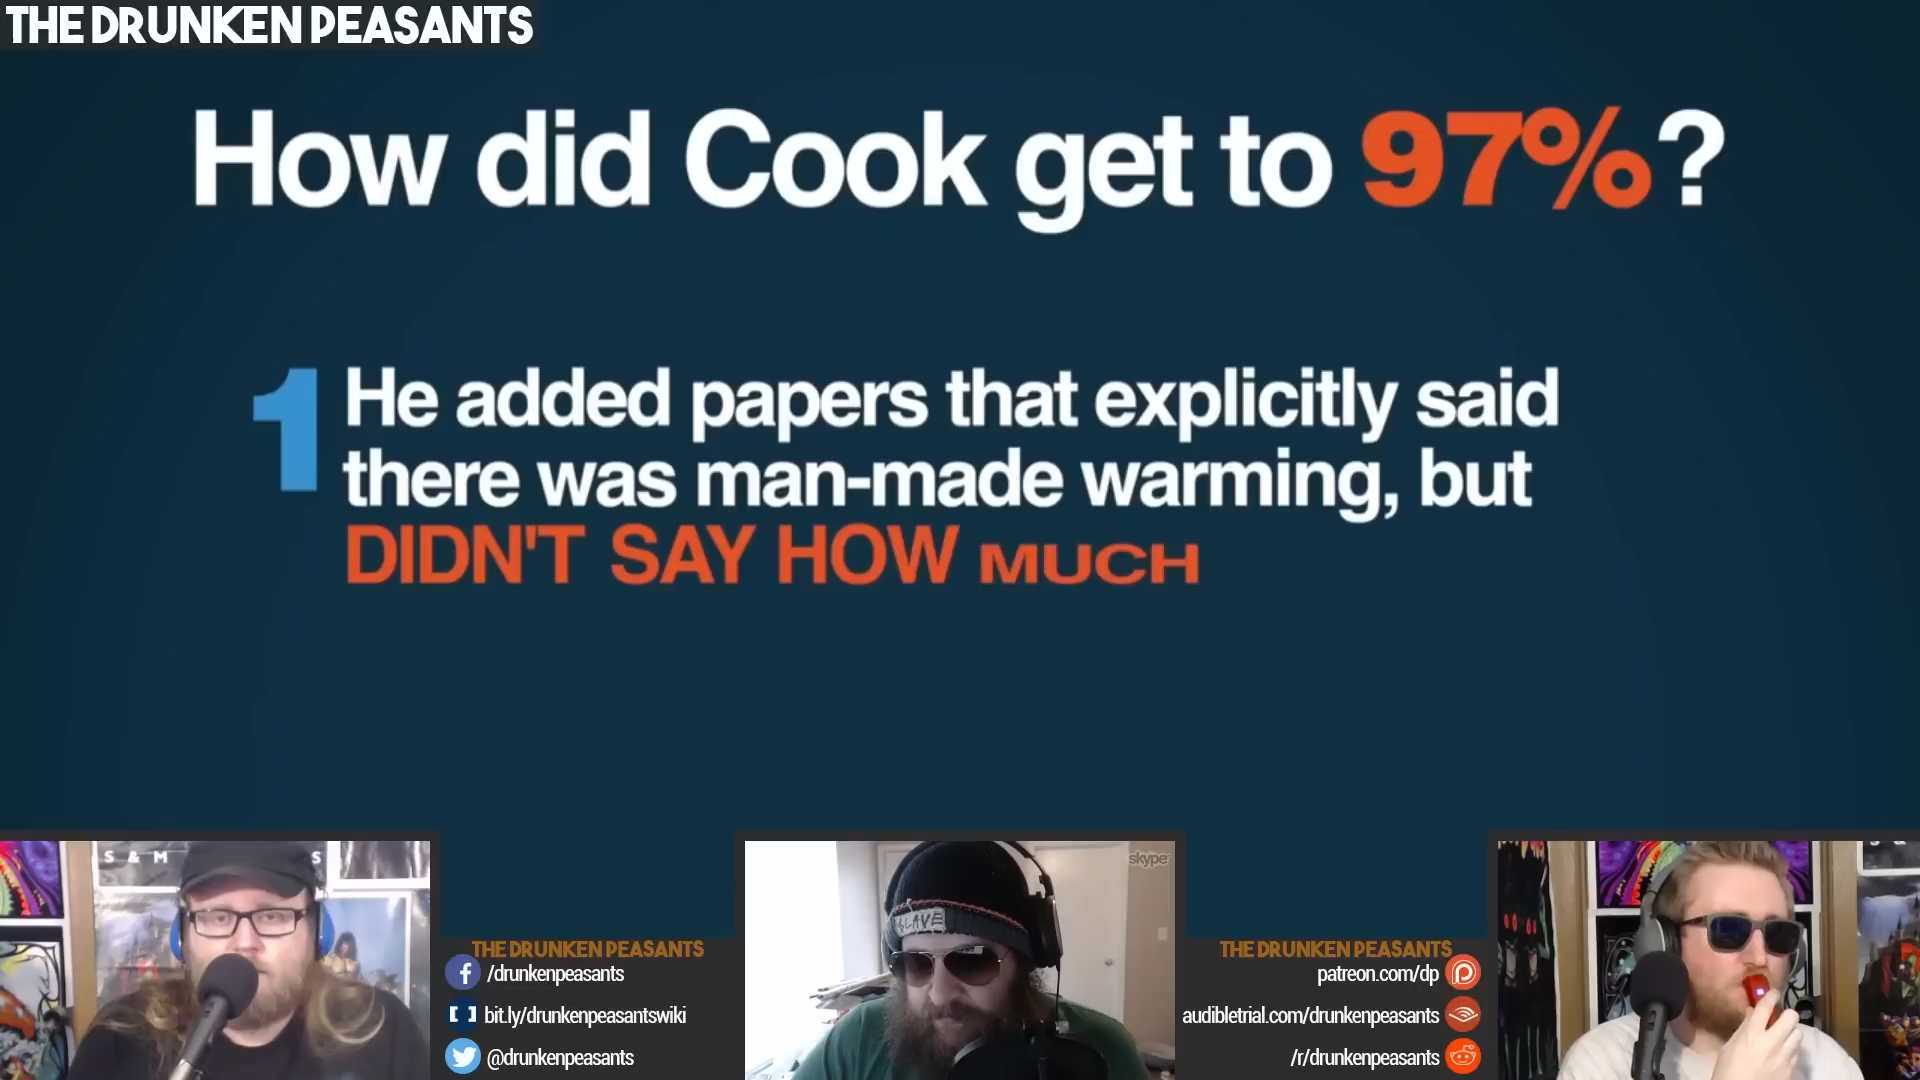 THE DRUNKEN PEASANTS
How did Cook get to 97%?
1
He added papers that explicitly said
there was man-made warming, but
DIDN'T SAY HOW MUCH
S & M
S
skype
SLAVE
THE DRUNKEN PEASANTS
/drunkenpeasants
bit.ly/drunkenpeasantswiki
@drunkenpeasants
THE DRUNKEN PEASANTS
patreon.com/dp
audibletrial.com/drunkenpeasants
/r/drunkenpeasants